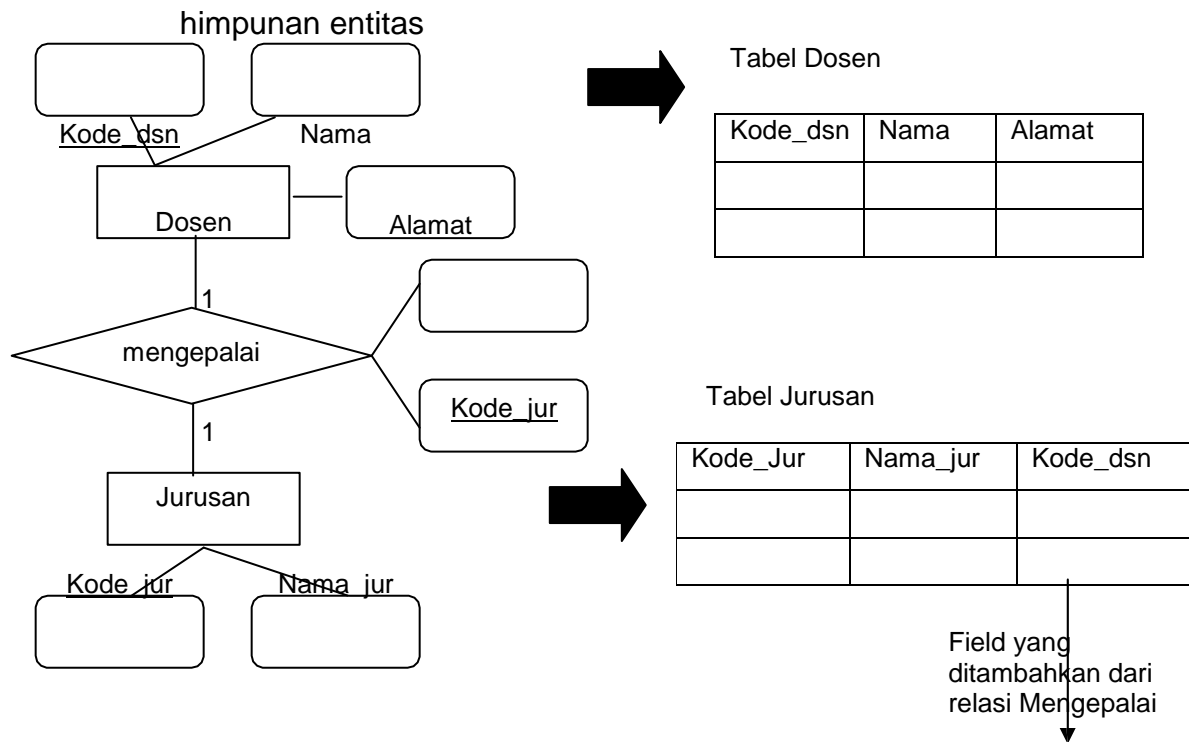 himpunan entitas
Kode_dsn
Nama
Dosen
Alamat
1
mengepalai
Kode_jur
1
Jurusan
Kode_jur
Nama_jur
Tabel Dosen
Kode_dsn Nama Alamat
Tabel Jurusan
Kode_Jur Nama_jur Kode_dsn
Field yang
ditambahkan dari
relasi Mengepalai